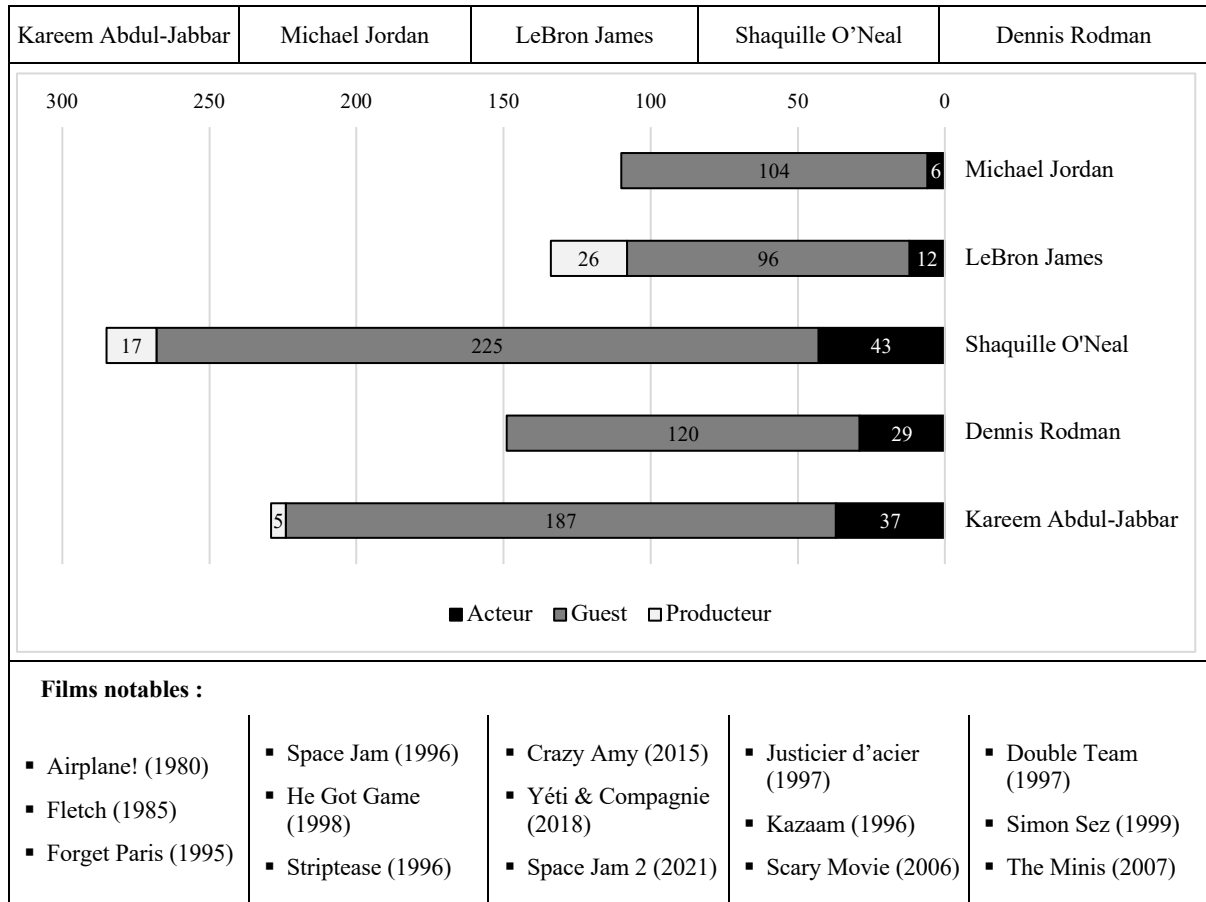 Kareem Abdul-Jabbar Michael Jordan LeBron James Shaquille O’Neal Dennis Rodman
300 250 200 150 100 50 0
104 6 Michael Jordan
26 96 12 LeBron James
17 225 43 Shaquille O'Neal
120 29 Dennis Rodman
5 187 37 Kareem Abdul-Jabbar
Acteur Guest Producteur
Films notables :
▪ Airplane! (1980)
▪ Fletch (1985)
▪ Forget Paris (1995)
▪ Space Jam (1996)
▪ He Got Game
(1998)
▪ Striptease (1996)
▪ Crazy Amy (2015)
▪ Yéti & Compagnie
(2018)
▪ Space Jam 2 (2021)
▪ Justicier d’acier
(1997)
▪ Kazaam (1996)
▪ Scary Movie (2006)
▪ Double Team
(1997)
▪ Simon Sez (1999)
▪ The Minis (2007)